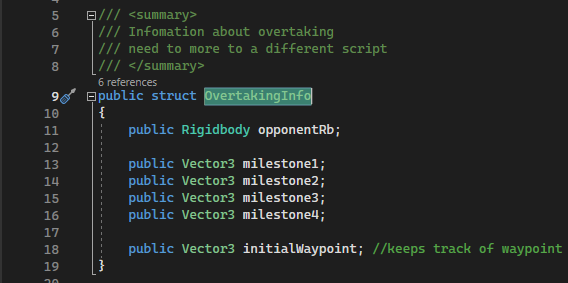 5 /// <summary>
6 /// Infomation about overtaking
7 /// need to more to a different script
8 /// </summary>
6 references
9 public struct OvertakingInfo
10 {
11 public Rigidbody opponentRb;
12
13 public Vector3 milestone1;
14 public Vector3 milestone2;
15 public Vector3 milestone3;
16 public Vector3 milestone4;
17
18 public Vector3 initialWaypoint; //keeps track of waypoint
19 }